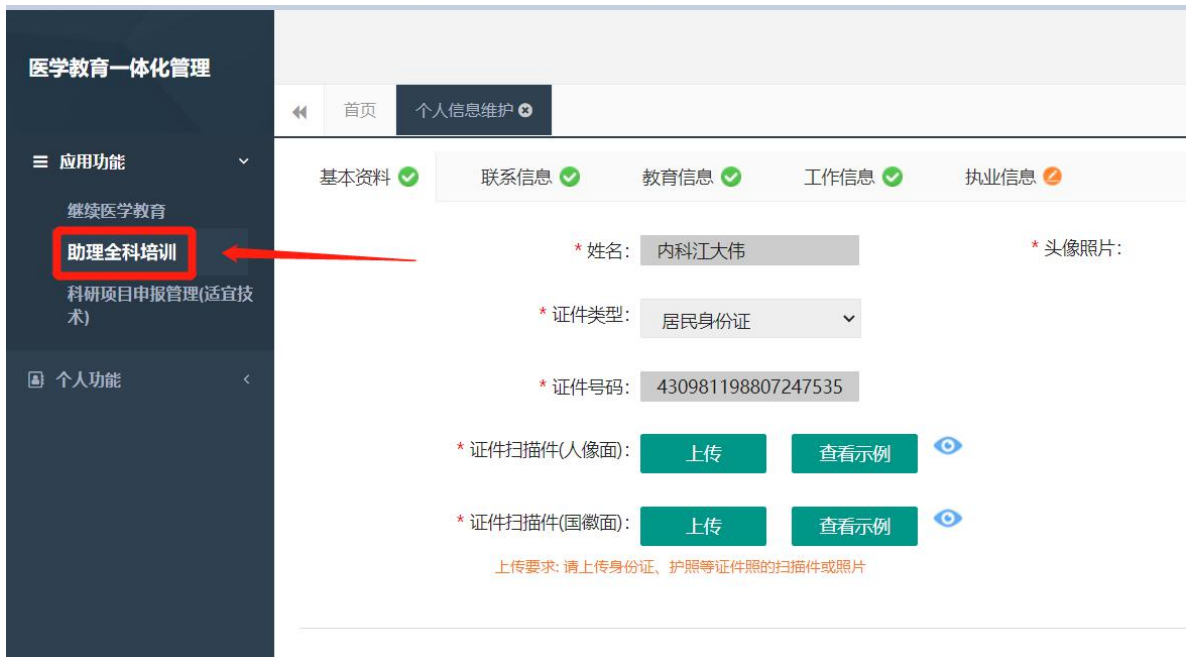 医学教育一体化管理
首页 个人信息维护
应用功能
继续医学教育
助理全科培训
科研项目申报管理(适宜技
术)
个人功能
基本资料 联系信息 教育信息 工作信息 执业信息
* 姓名: 内科江大伟 * 头像照片:
* 证件类型: 居民身份证
* 证件号码: 430981198807247535
* 证件扫描件(人像面): 上传 查看示例
* 证件扫描件(国徽面): 上传 查看示例
上传要求: 请上传身份证、护照等证件照的扫描件或照片